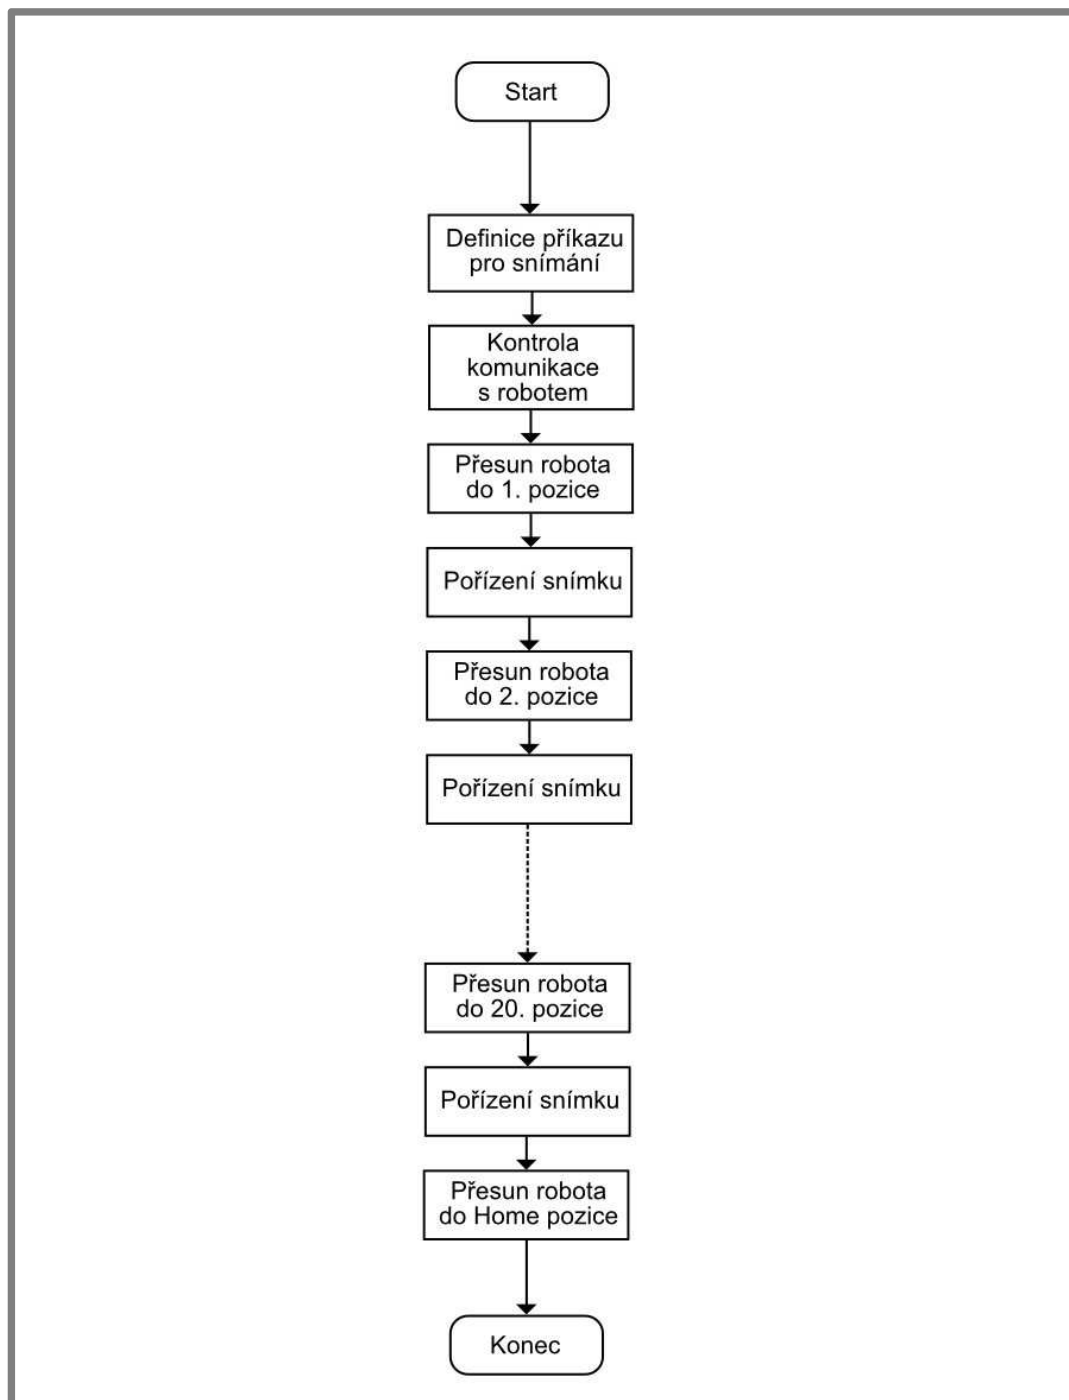 Start
Definice příkazu
pro snímání
Kontrola
komunikace
s robotem
Přesun robota
do 1. pozice
Pořízení snímku
Přesun robota
do 2. pozice
Pořízení snímku
Přesun robota
do 20. pozice
Pořízení snímku
Přesun robota
do Home pozice
Konec